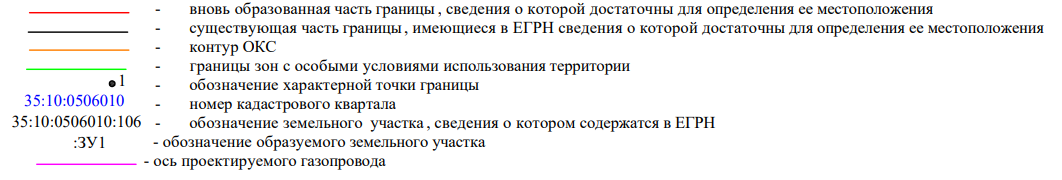 - вновь образованная часть границы, сведения о которой достаточны для определения ее местоположения
- существующая часть границы, имеющиеся в ЕГРН сведения о которой достаточны для определения ее местоположения
- контур ОКС
- границы зон с особыми условиями использования территории
1 - обозначение характерной точки границы
35:10:0506010 - номер кадастрового квартала
35:10:0506010:106 - обозначение земельного участка, сведения о котором содержатся в ЕГРН
:ЗУ1 - обозначение образуемого земельного участка
- ось проектируемого газопровода